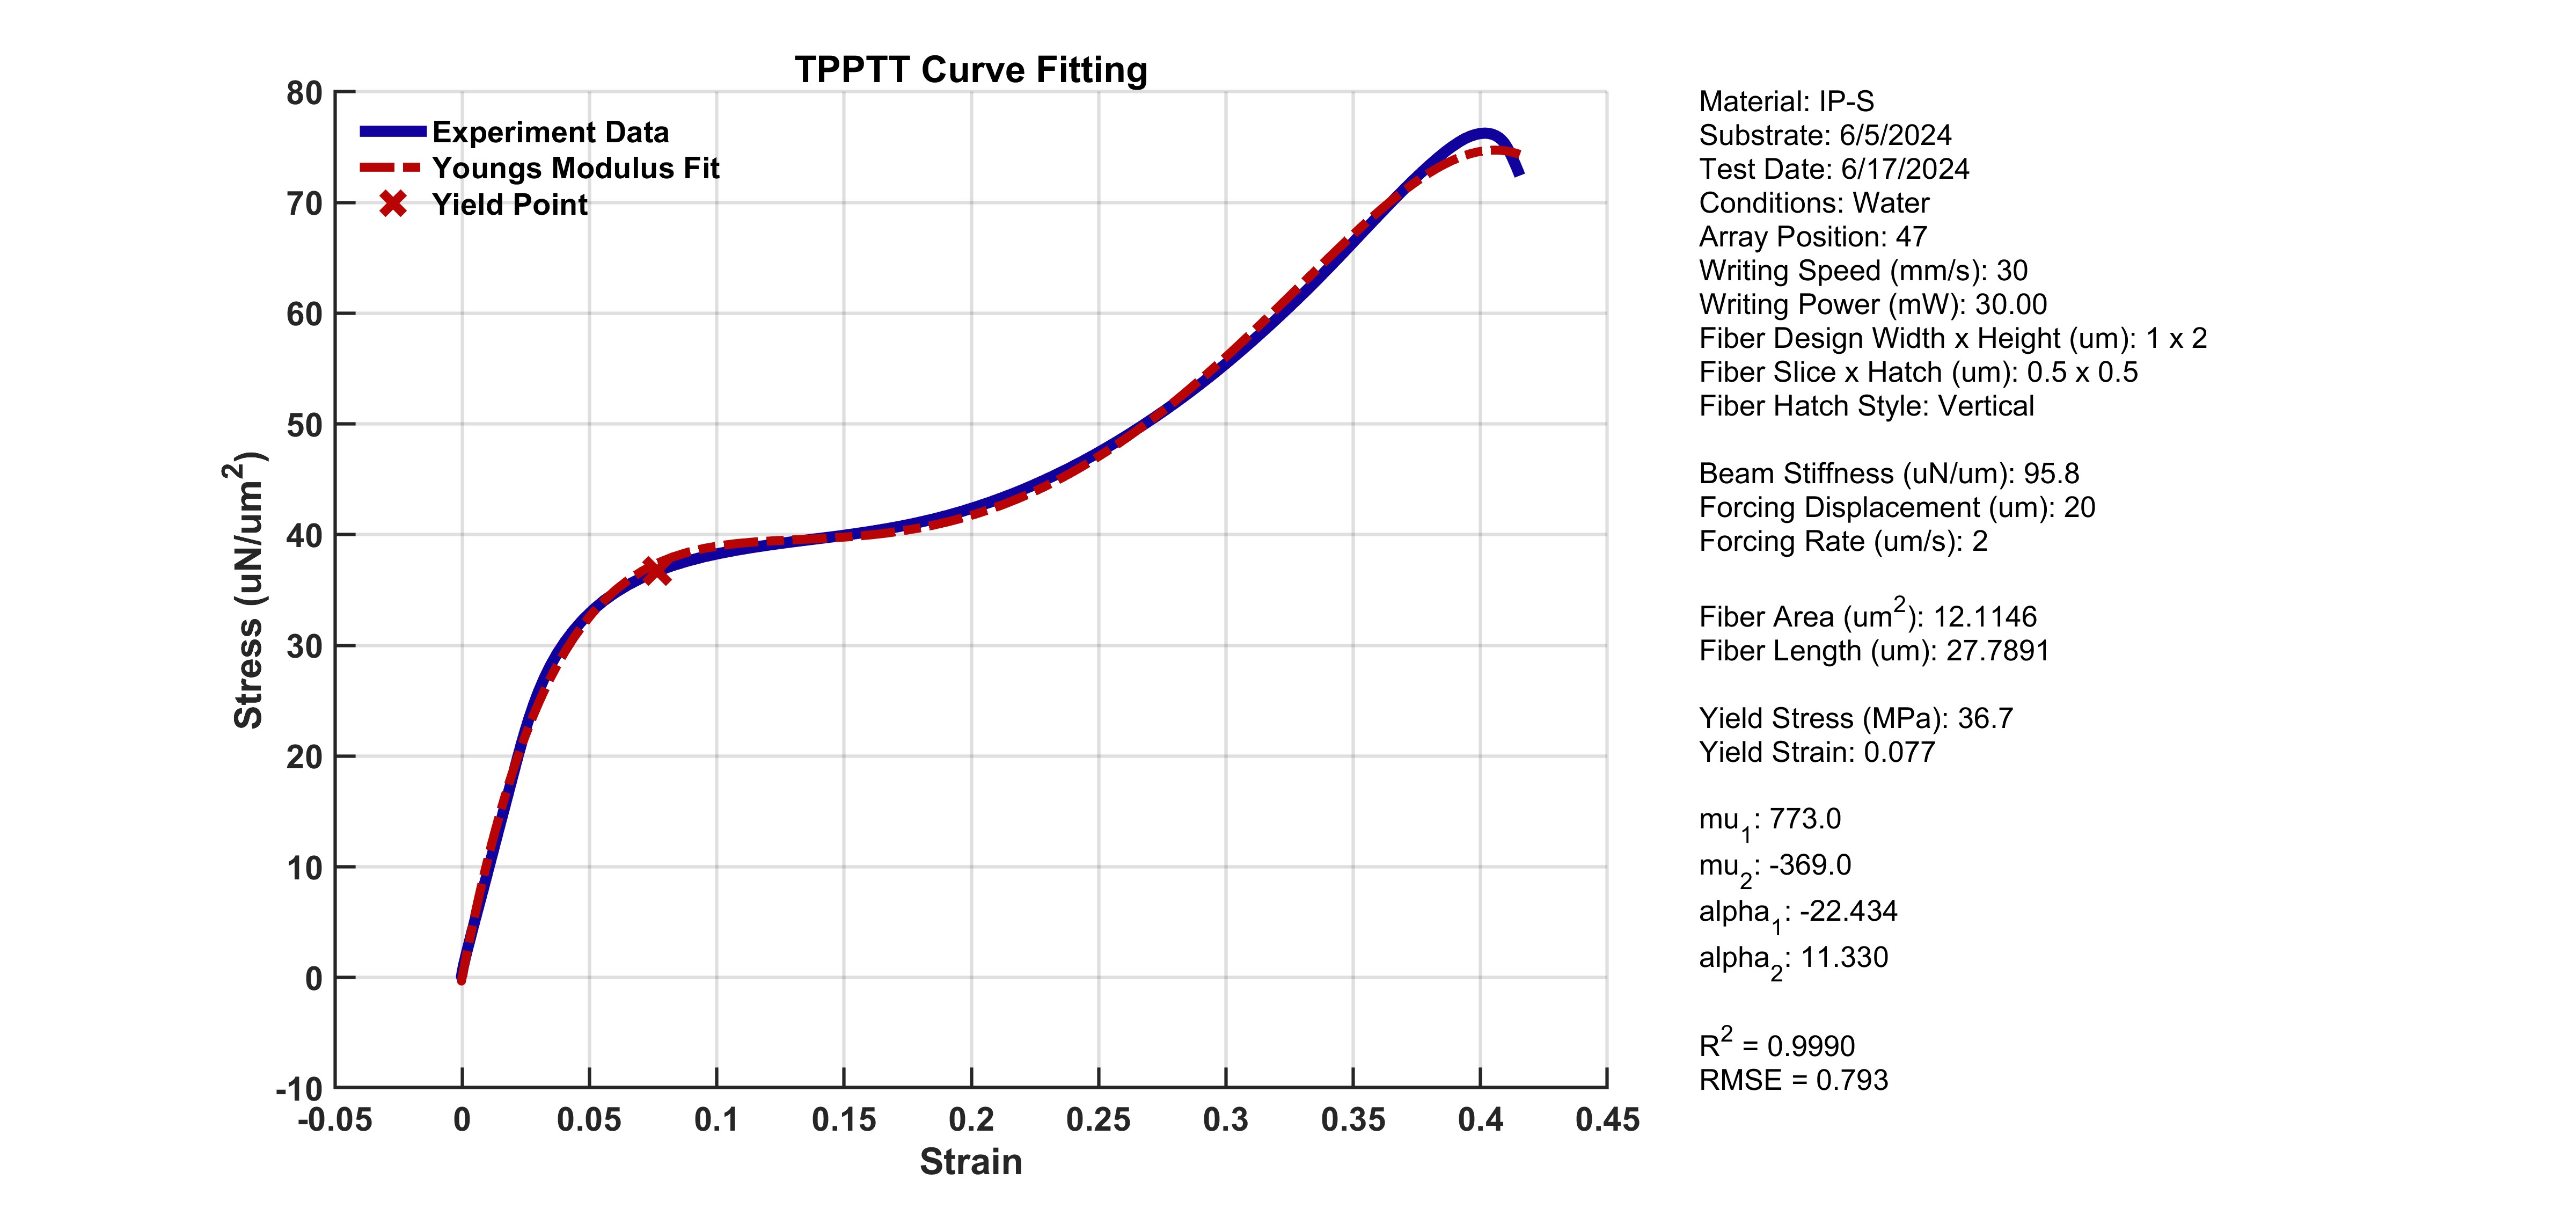 TPPTT Curve Fitting
80
70
60
50
40
30
20
10
0
-10
Stress (uN/um²)
Experiment Data
Youngs Modulus Fit
Yield Point
-0.05 0 0.05 0.1 0.15 0.2 0.25 0.3 0.35 0.4 0.45
Strain
Material: IP-S
Substrate: 6/5/2024
Test Date: 6/17/2024
Conditions: Water
Array Position: 47
Writing Speed (mm/s): 30
Writing Power (mW): 30.00
Fiber Design Width x Height (um): 1 x 2
Fiber Slice x Hatch (um): 0.5 x 0.5
Fiber Hatch Style: Vertical
Beam Stiffness (uN/um): 95.8
Forcing Displacement (um): 20
Forcing Rate (um/s): 2
Fiber Area (um²): 12.1146
Fiber Length (um): 27.7891
Yield Stress (MPa): 36.7
Yield Strain: 0.077
mu₁: 773.0
mu₂: -369.0
alpha₁: -22.434
alpha₂: 11.330
R² = 0.9990
RMSE = 0.793